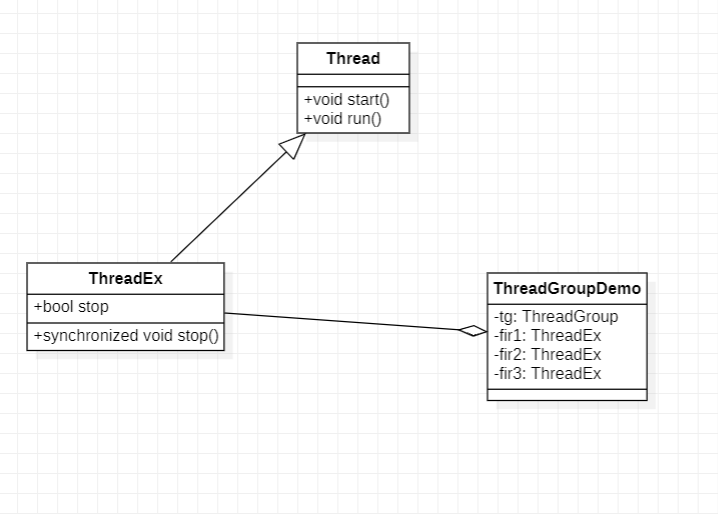 Thread
+void start()
+void run()
ThreadEx
+bool stop
+synchronized void stop()
ThreadGroupDemo
-tg: ThreadGroup
-fir1: ThreadEx
-fir2: ThreadEx
-fir3: ThreadEx